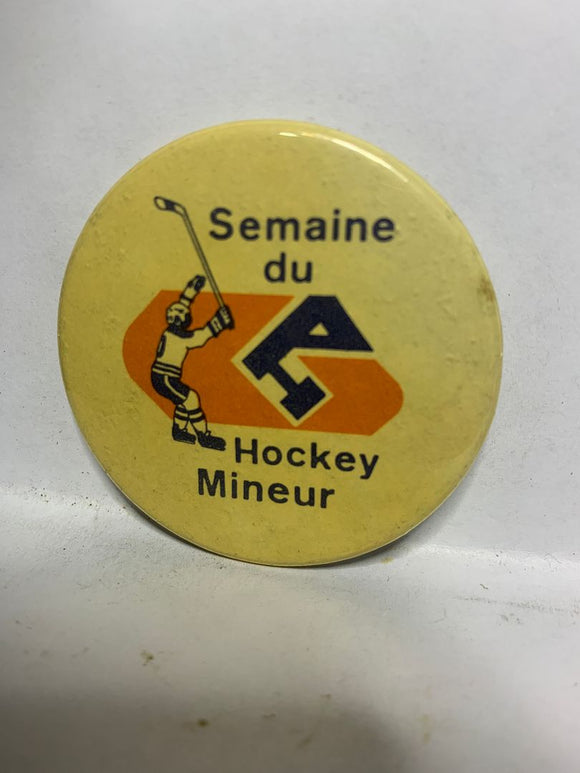 Semaine
du
Hockey
Mineur